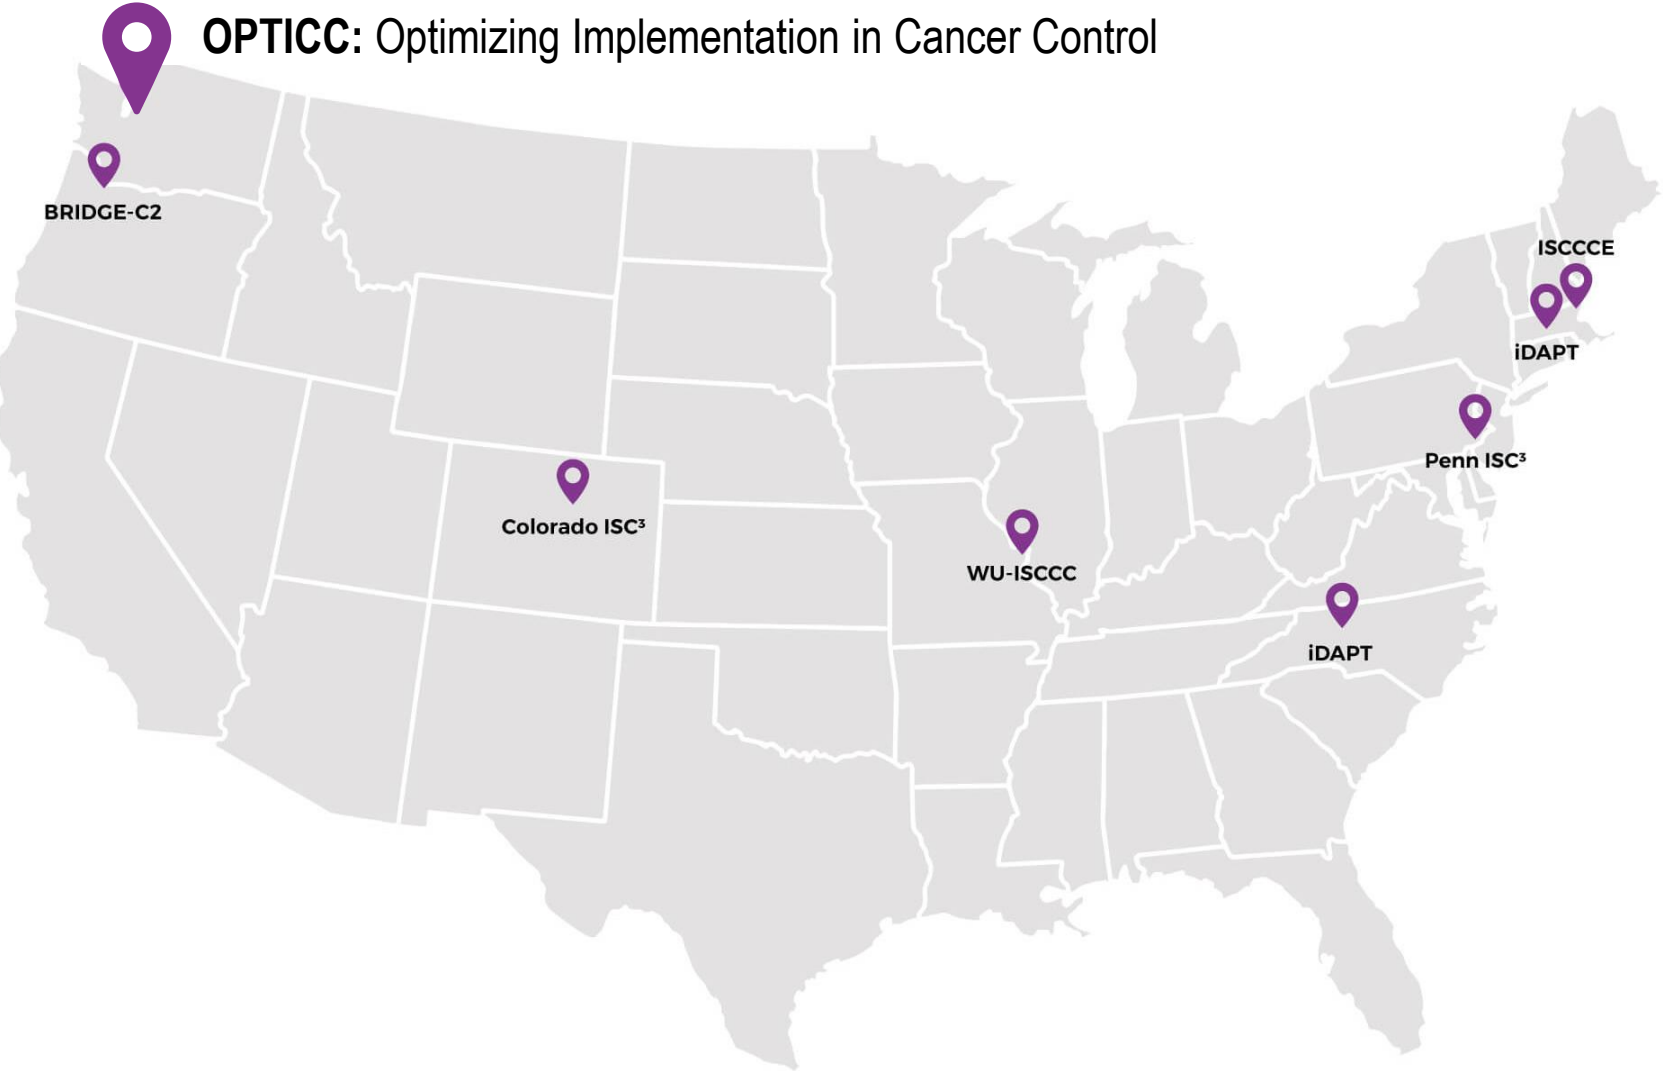 OPTICC: Optimizing Implementation in Cancer Control
BRIDGE-C2
ISCCCE
iDAPT
Penn ISC³
Colorado ISC³
WU-ISCCC
iDAPT